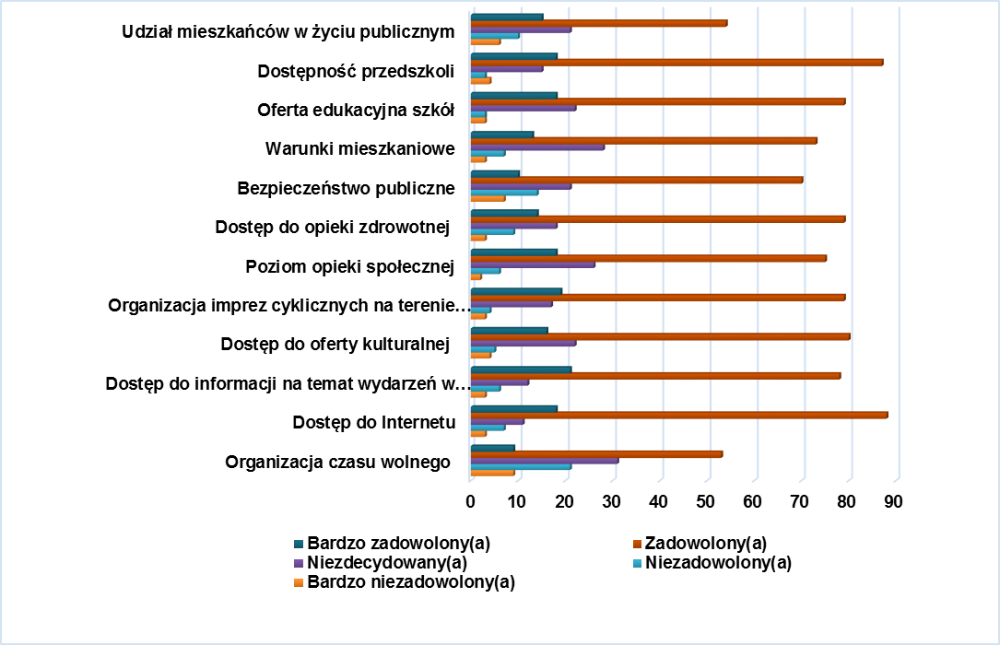 Udział mieszkańców w życiu publicznym
Dostępność przedszkoli
Oferta edukacyjna szkół
Warunki mieszkaniowe
Bezpieczeństwo publiczne
Dostęp do opieki zdrowotnej
Poziom opieki społecznej
Organizacja imprez cyklicznych na terenie…
Dostęp do oferty kulturalnej
Dostęp do informacji na temat wydarzeń w…
Dostęp do Internetu
Organizacja czasu wolnego
0 10 20 30 40 50 60 70 80 90
Bardzo zadowolony(a) Zadowolony(a)
Niezdecydowany(a) Niezadowolony(a)
Bardzo niezadowolony(a)